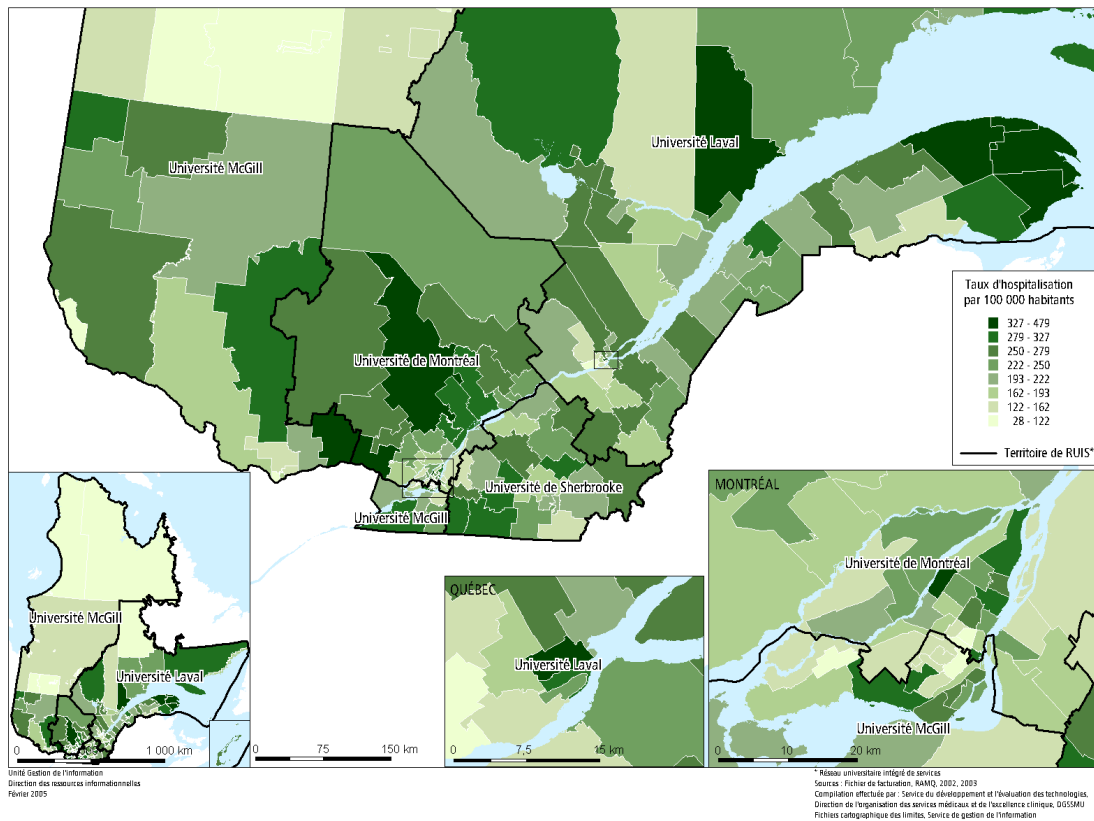 Université McGill
Université Laval
Université de Montréal
Université de Sherbrooke
Université McGill
Taux d'hospitalisation
par 100 000 habitants
327 - 479
279 - 327
250 - 279
222 - 250
193 - 222
162 - 193
122 - 162
28 - 122
Territoire de RUIS*
Université McGill
Université Laval
0
1 000 km
0
75
150 km
QUÉBEC
Université Laval
0
7,5
15 km
MONTRÉAL
Université de Montréal
Université McGill
0
10
20 km
Unité Gestion de l'information
Direction des ressources informationnelles
Février 2005
* Réseau universitaire intégré de services
Sources : Fichier de facturation, RAMQ, 2002, 2003
Compilation effectuée par : Service du développement et l'évaluation des technologies,
Direction de l'organisation des services médicaux et de l'excellence clinique, DGSSMU
Fichiers cartographique des limites, Service de gestion de l'information